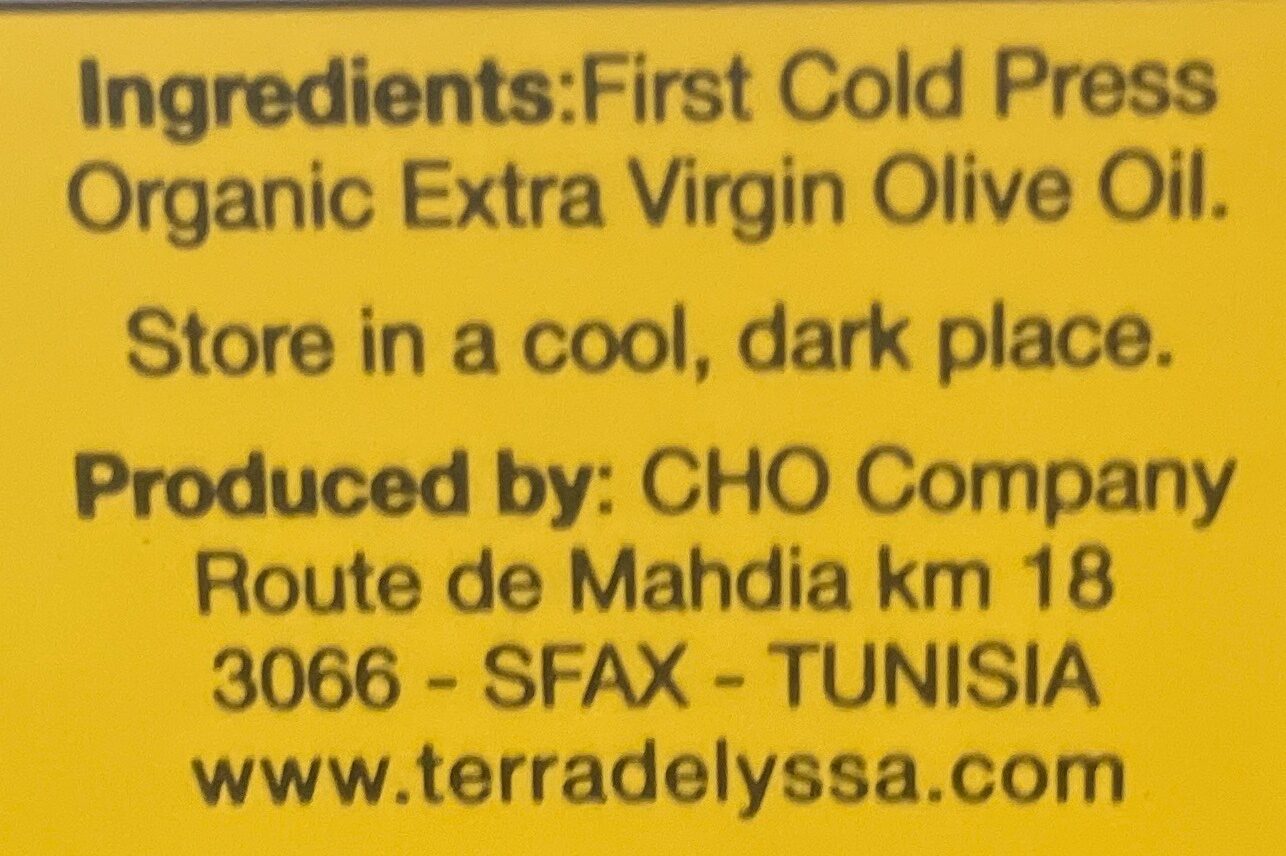 Ingredients:First Cold Press
Organic Extra Virgin Olive Oil.
Store in a cool, dark place.
Produced by: CHO Company
Route de Mahdia km 18
3066 - SFAX - TUNISIA
www.terradelyssa.com